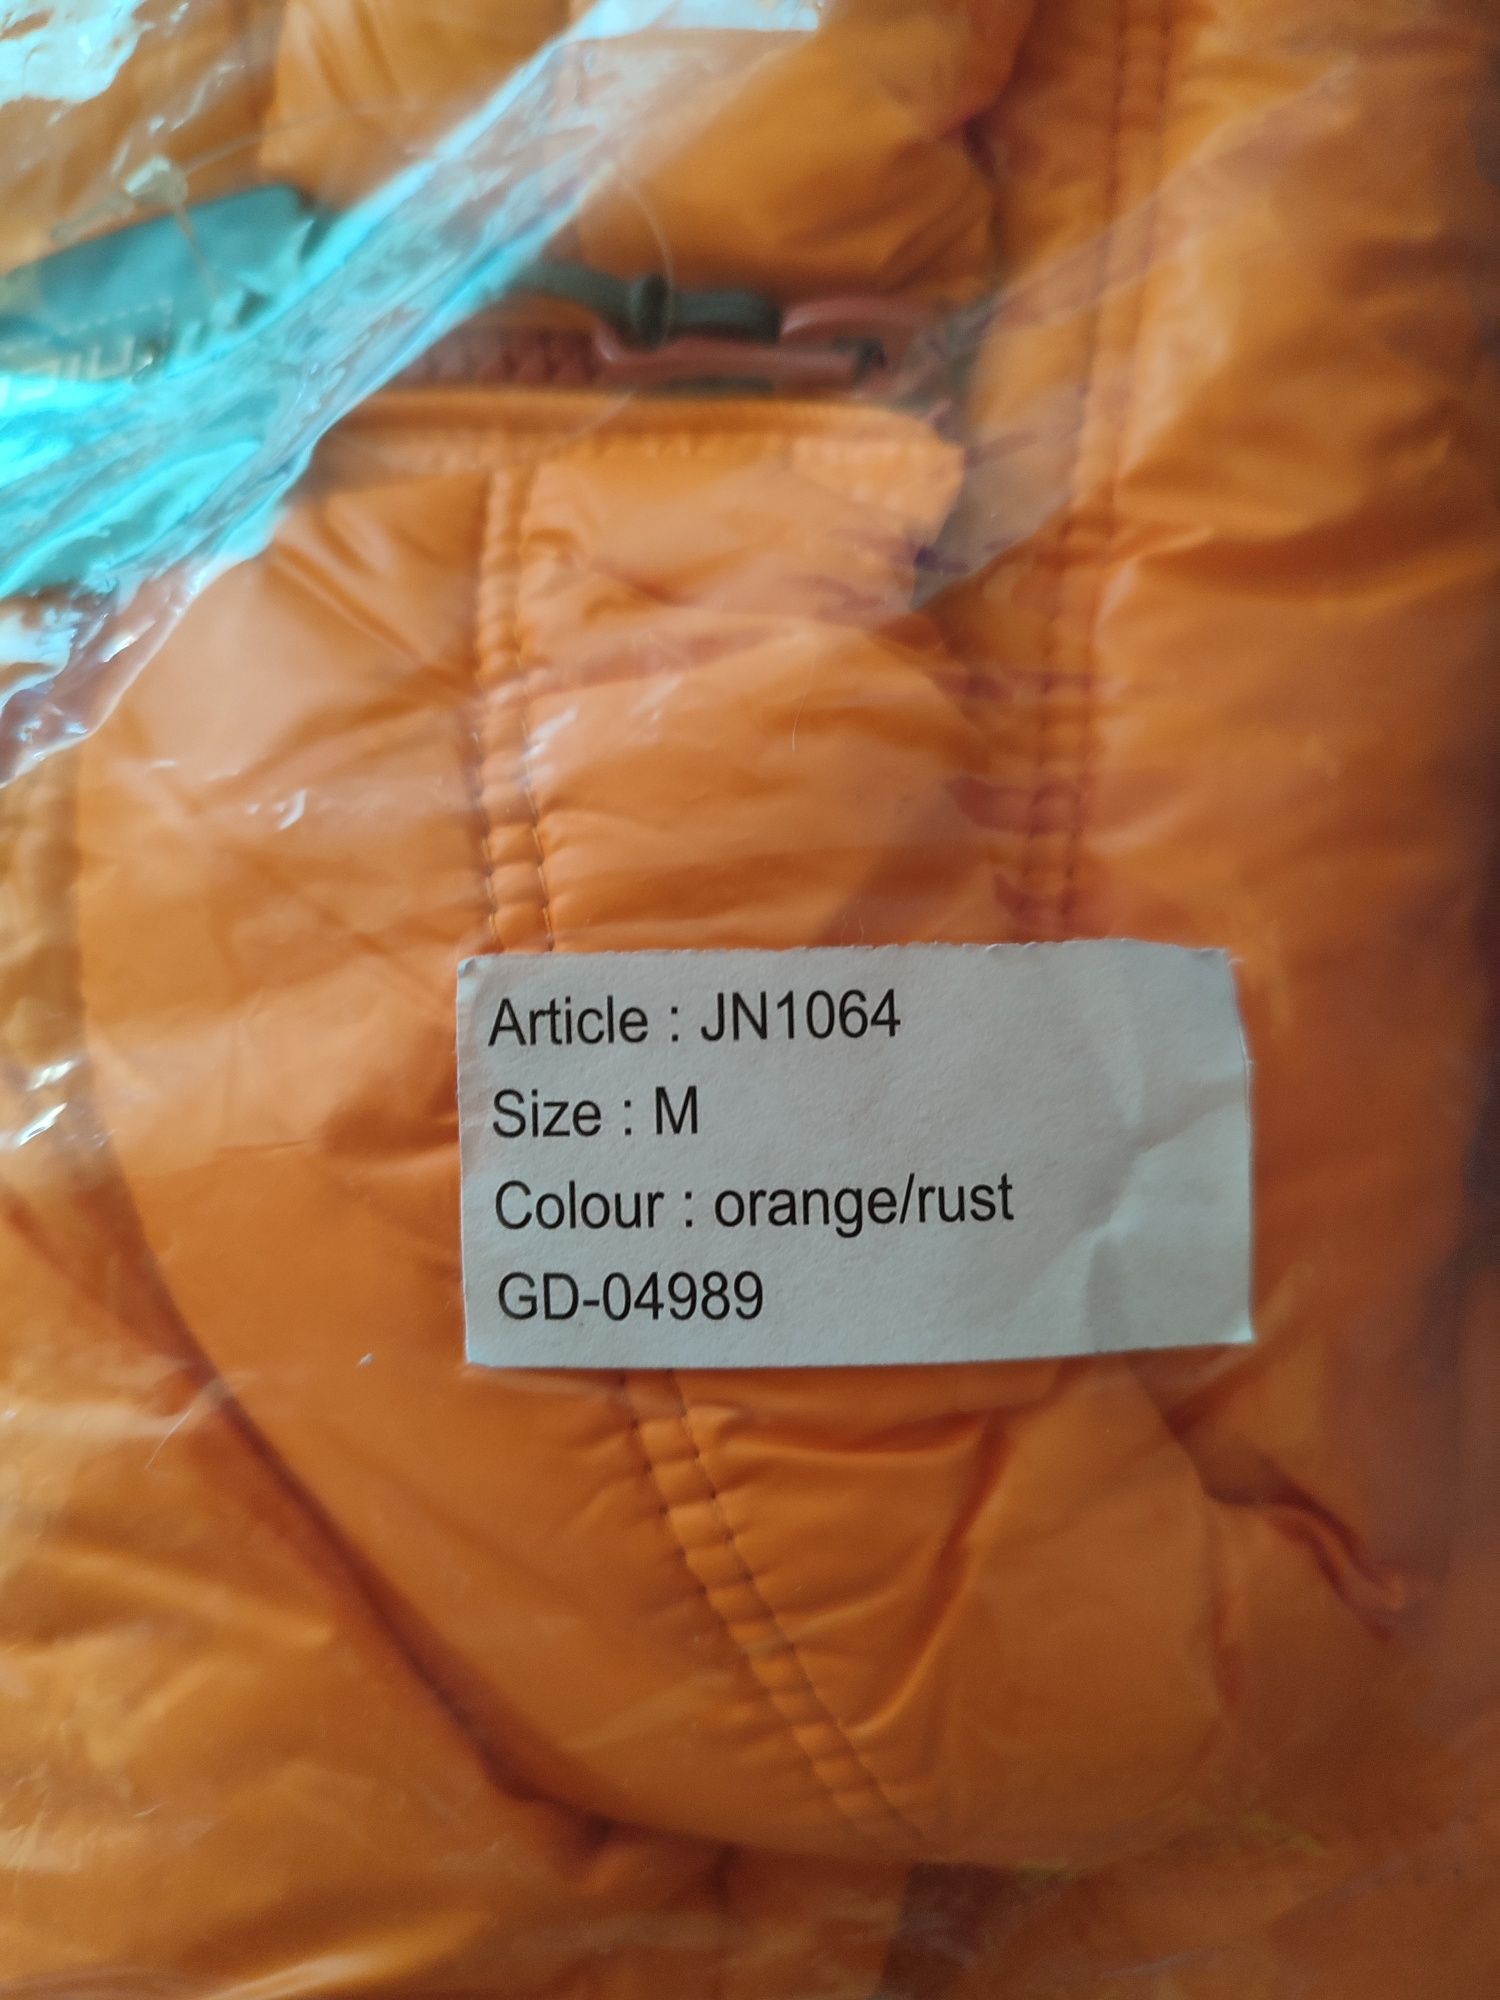 Article : JN1064
Size : M
Colour : orange/rust
GD-04989